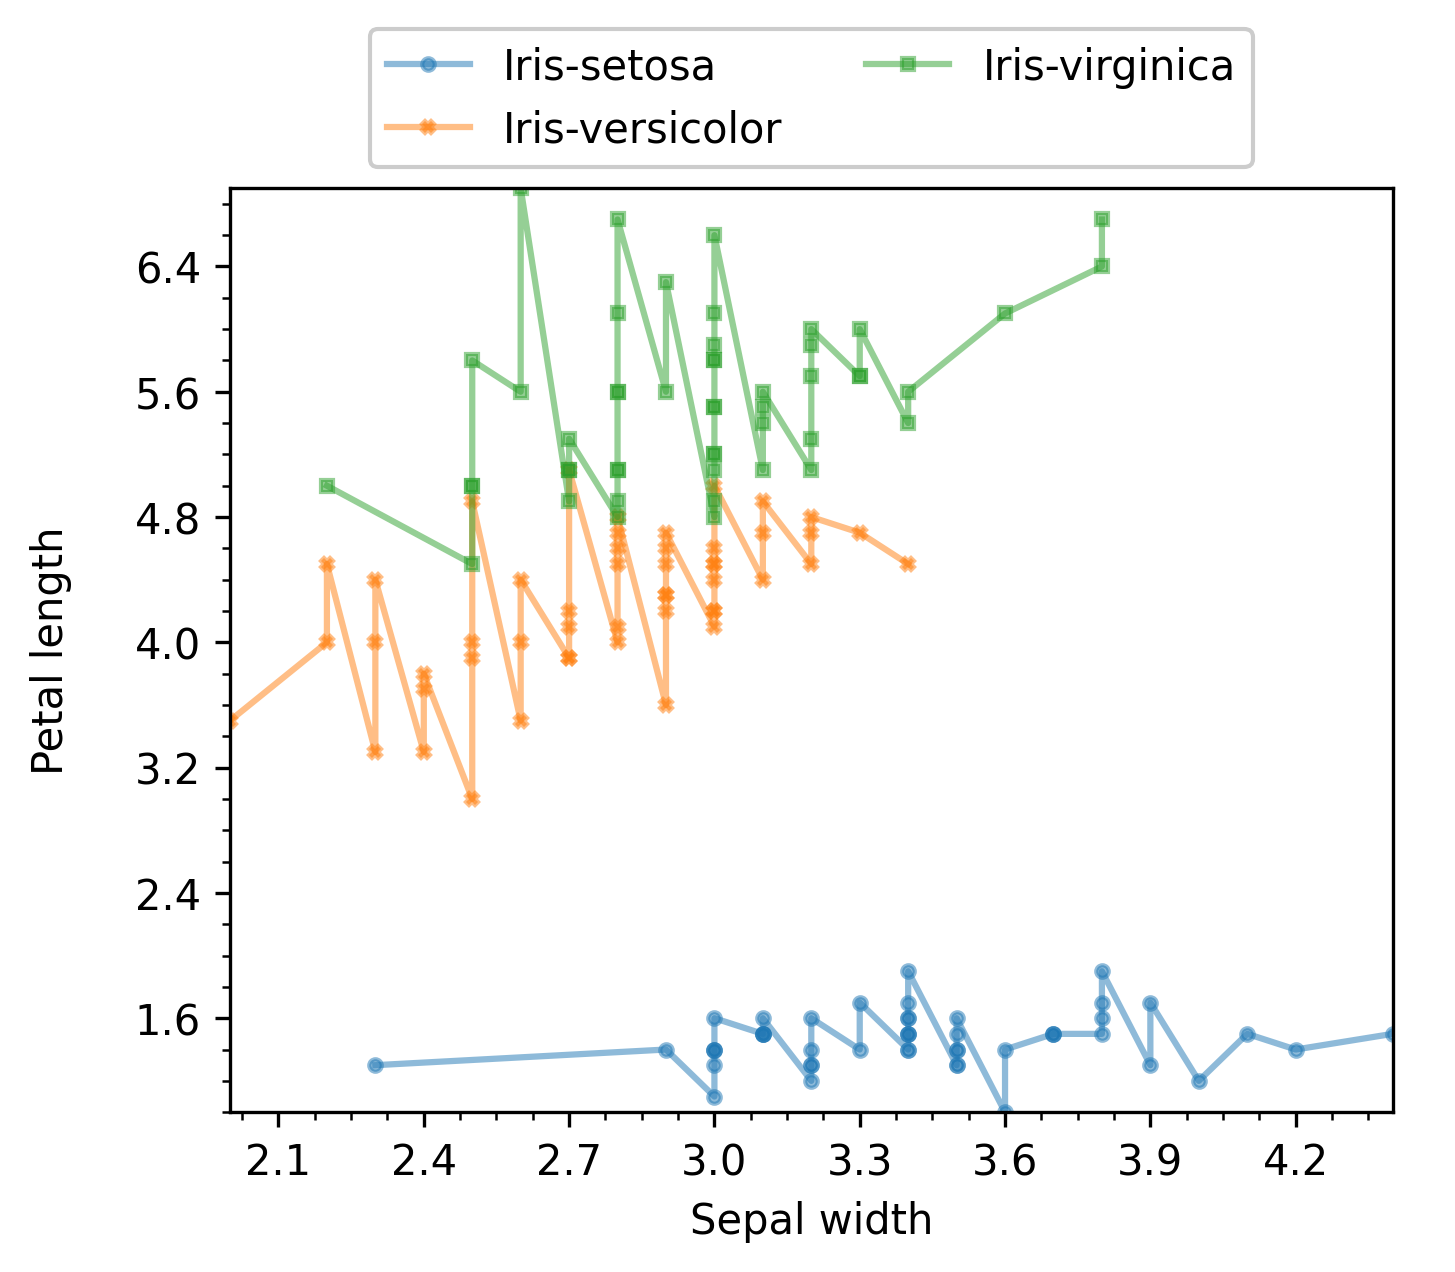 Iris-setosa
Iris-versicolor
Iris-virginica
Petal length
6.4
5.6
4.8
4.0
3.2
2.4
1.6
2.1 2.4 2.7 3.0 3.3 3.6 3.9 4.2
Sepal width